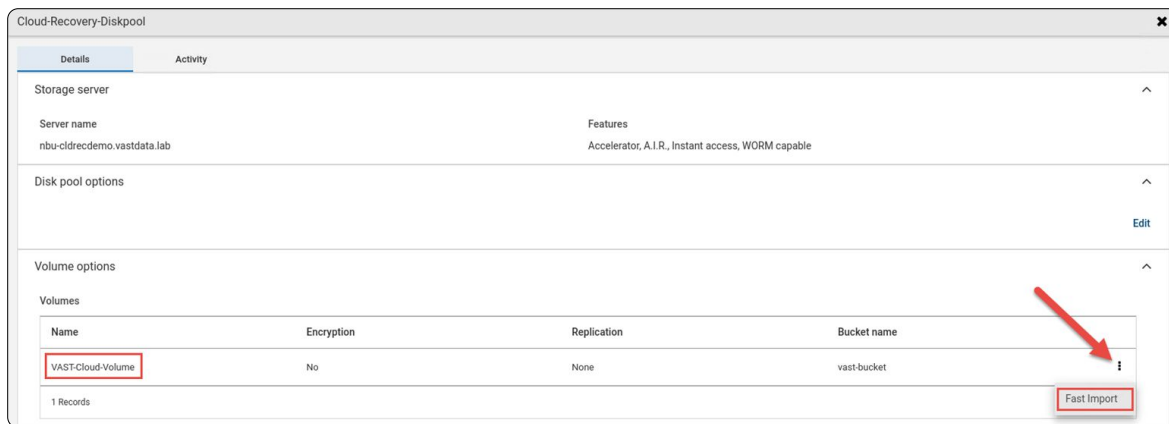 Cloud-Recovery-Diskpool
Details Activity
Storage server
Server name Features
nbu-cldrecdemo.vastdata.lab Accelerator, A.I.R., Instant access, WORM capable
Disk pool options
Edit
Volume options
Volumes
Name Encryption Replication Bucket name
VAST-Cloud-Volume No None vast-bucket
1 Records Fast Import